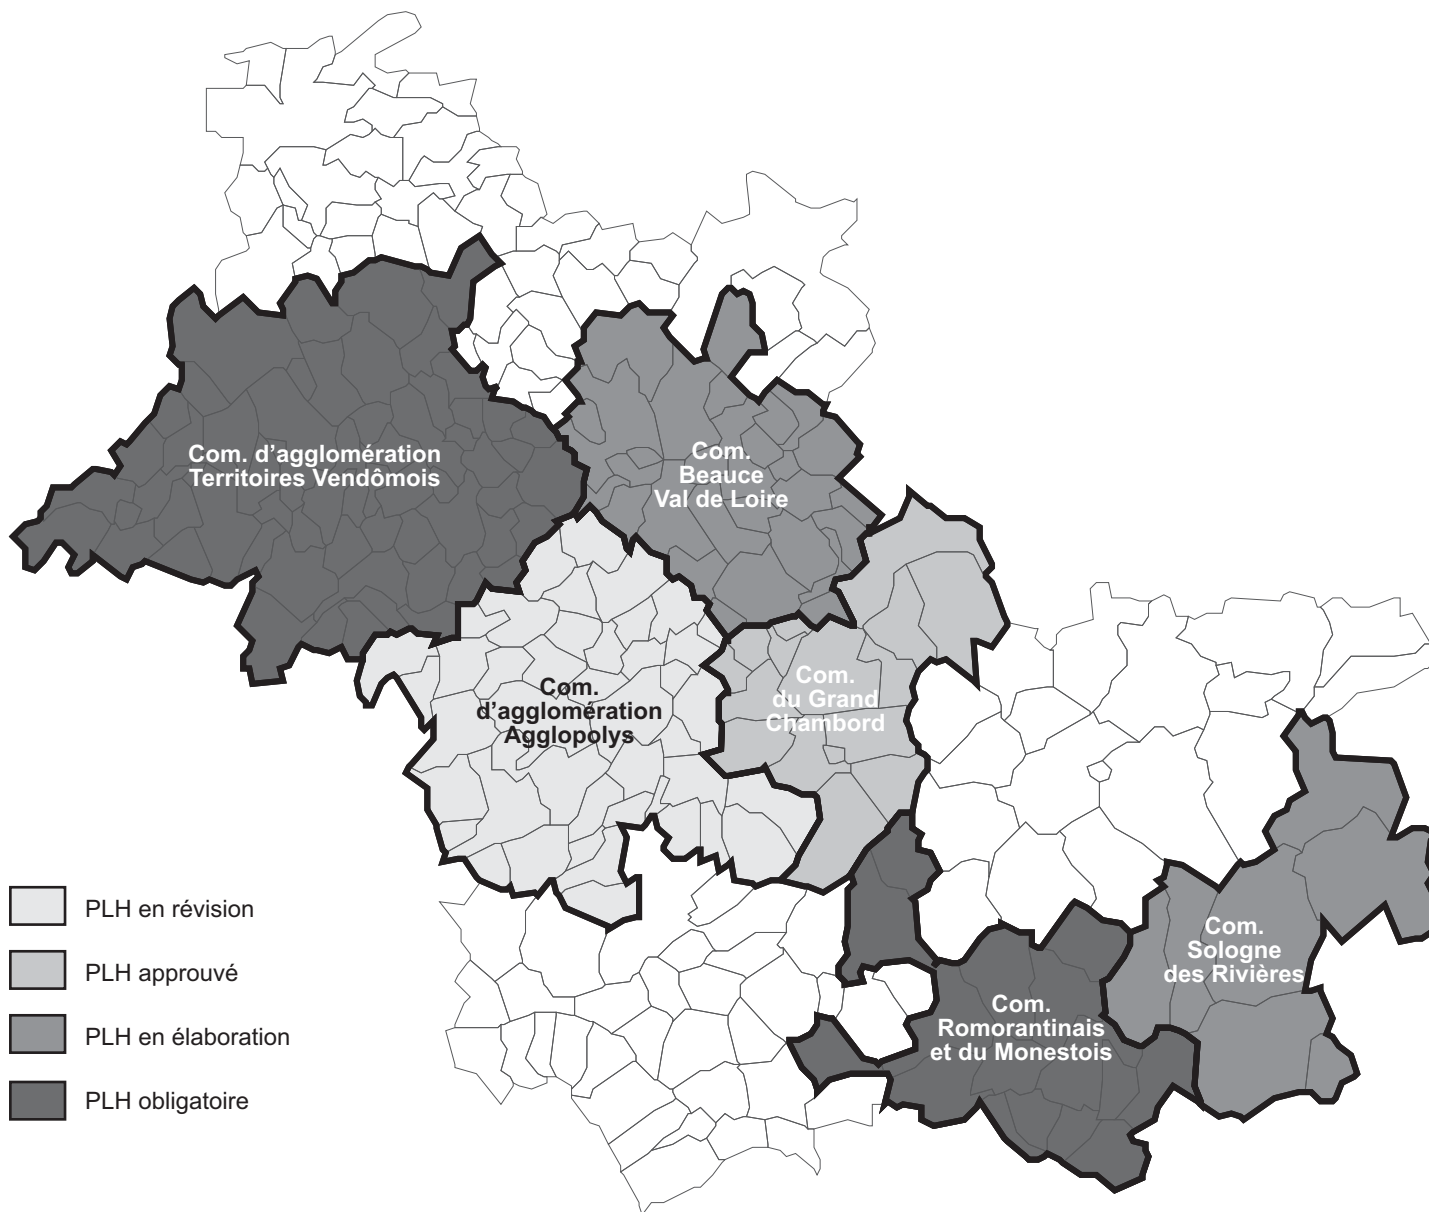 Com. d’agglomération
Territoires Vendômois
Com.
Beauce
Val de Loire
Com.
d’agglomération
Agglopolys
Com.
du Grand
Chambord
Com.
Sologne
des Rivières
Com.
Romorantinais
et du Monestois
PLH en révision
PLH approuvé
PLH en élaboration
PLH obligatoire